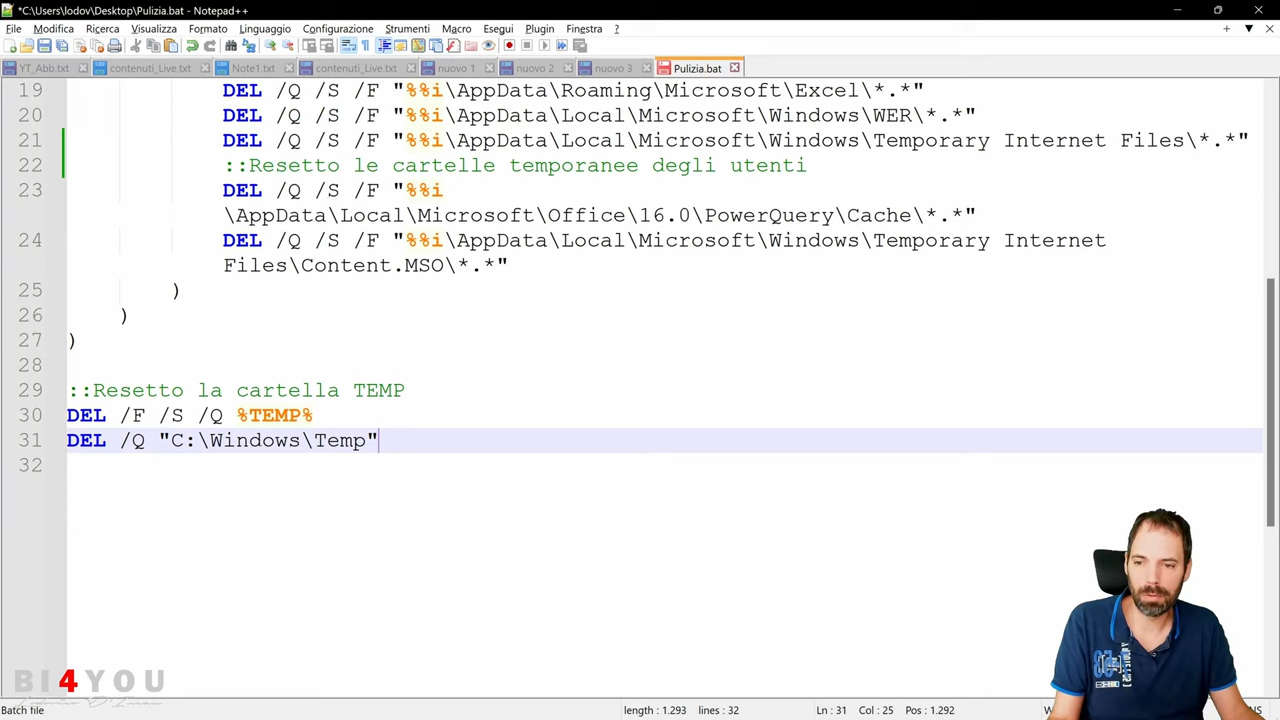 *C:\Users\lodov\Desktop\Pulizia.bat - Notepad++
File Modifica Ricerca Visualizza Formato Linguaggio Configurazione Strumenti Macro Esegui Plugin Finestra ?
YT_Abb.txt contenuti_Live.txt Note1.txt contenuti_Live.txt nuovo 1 nuovo 2 nuovo 3 Pulizia.bat
19 DEL /Q /S /F "%%i\AppData\Roaming\Microsoft\Excel\*.*"
20 DEL /Q /S /F "%%i\AppData\Local\Microsoft\Windows\WER\*.*"
21 DEL /Q /S /F "%%i\AppData\Local\Microsoft\Windows\Temporary Internet Files\*.*"
22 ::Resetto le cartelle temporanee degli utenti
23 DEL /Q /S /F "%%i
\AppData\Local\Microsoft\Office\16.0\PowerQuery\Cache\*.*"
24 DEL /Q /S /F "%%i\AppData\Local\Microsoft\Windows\Temporary Internet
Files\Content.MSO\*.*"
25 )
26 )
27 )
28
29 ::Resetto la cartella TEMP
30 DEL /F /S /Q %TEMP%
31 DEL /Q "C:\Windows\Temp"
32
BI4YOU
Batch file length : 1.293 lines : 32 Ln : 31 Col : 25 Pos : 1.292